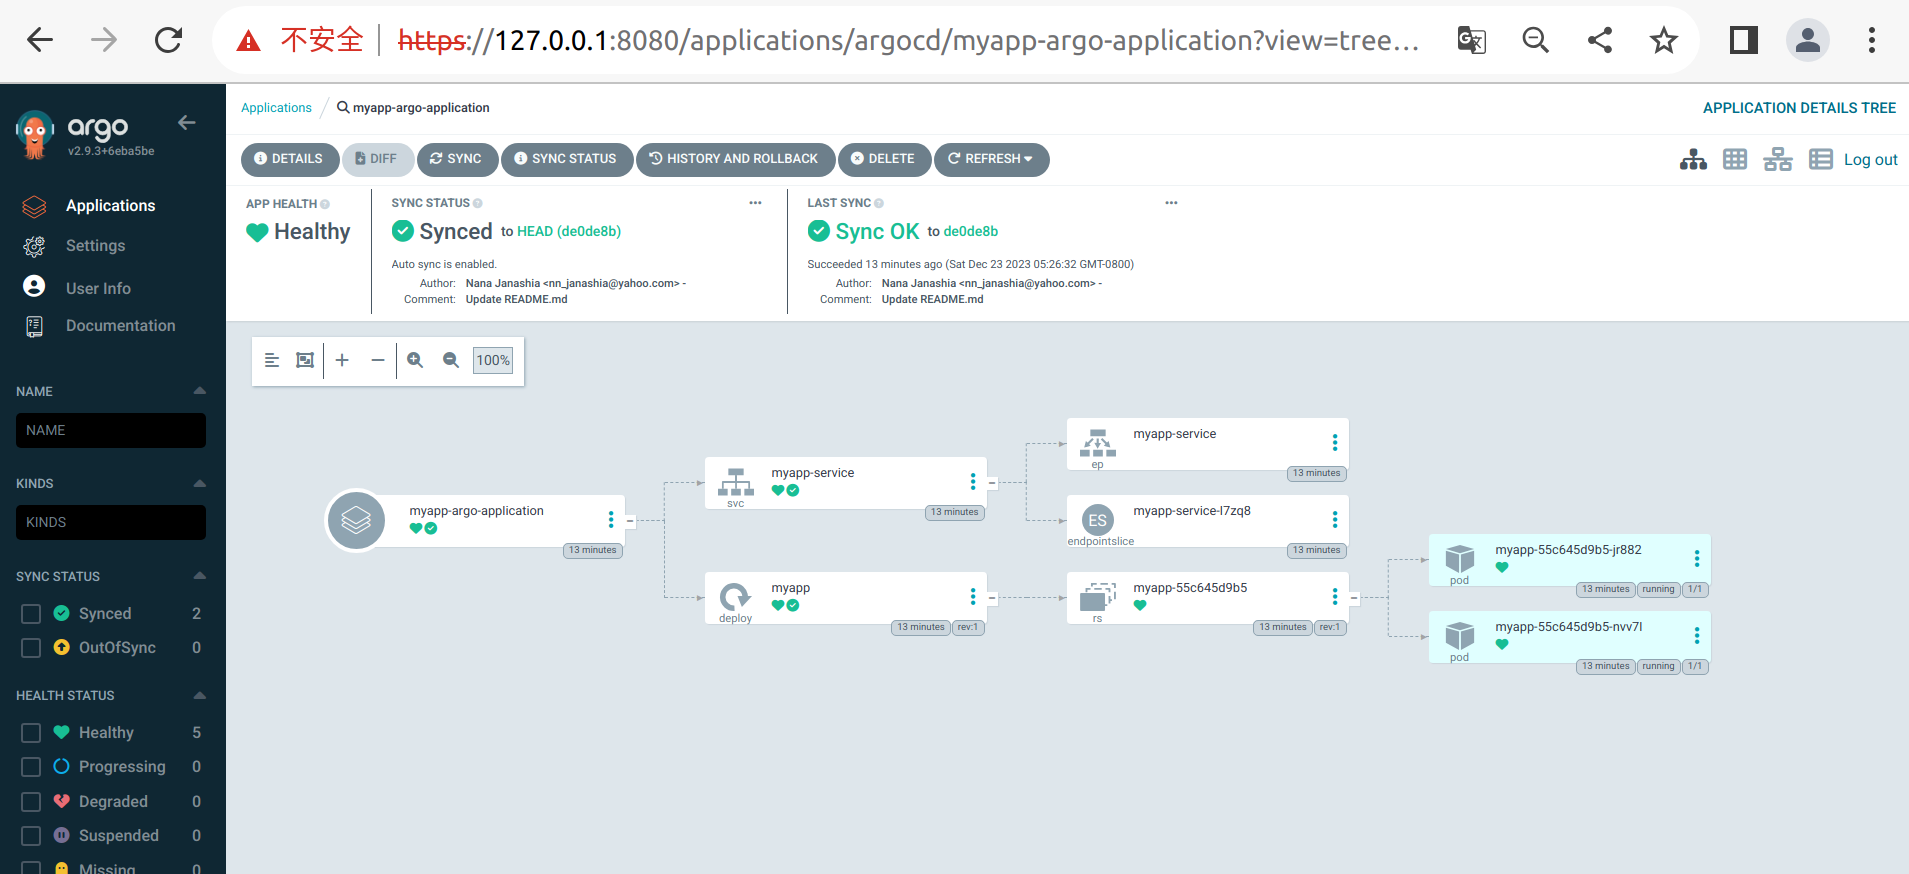 不安全 https://127.0.0.1:8080/applications/argocd/myapp-argo-application?view=tree...
argo
v2.9.3+6eba5be
Applications
Settings
User Info
Documentation
NAME
NAME
KINDS
KINDS
SYNC STATUS
Synced 2
OutOfSync 0
HEALTH STATUS
Healthy 5
Progressing 0
Degraded 0
Suspended 0
Missing 0
Applications / myapp-argo-application
APPLICATION DETAILS TREE
DETAILS DIFF SYNC SYNC STATUS HISTORY AND ROLLBACK DELETE REFRESH
Log out
APP HEALTH
Healthy
SYNC STATUS
Synced to HEAD (de0de8b)
Auto sync is enabled.
Author: Nana Janashia <nn_janashia@yahoo.com> -
Comment: Update README.md
LAST SYNC
Sync OK to de0de8b
Succeeded 13 minutes ago (Sat Dec 23 2023 05:26:32 GMT-0800)
Author: Nana Janashia <nn_janashia@yahoo.com> -
Comment: Update README.md
100%
myapp-argo-application
13 minutes
myapp-service
svc
13 minutes
myapp
deploy
13 minutes rev:1
myapp-service
ep
13 minutes
ES
myapp-service-l7zq8
endpointslice
13 minutes
myapp-55c645d9b5
rs
13 minutes rev:1
myapp-55c645d9b5-jr882
pod
13 minutes running 1/1
myapp-55c645d9b5-nvv7l
pod
13 minutes running 1/1